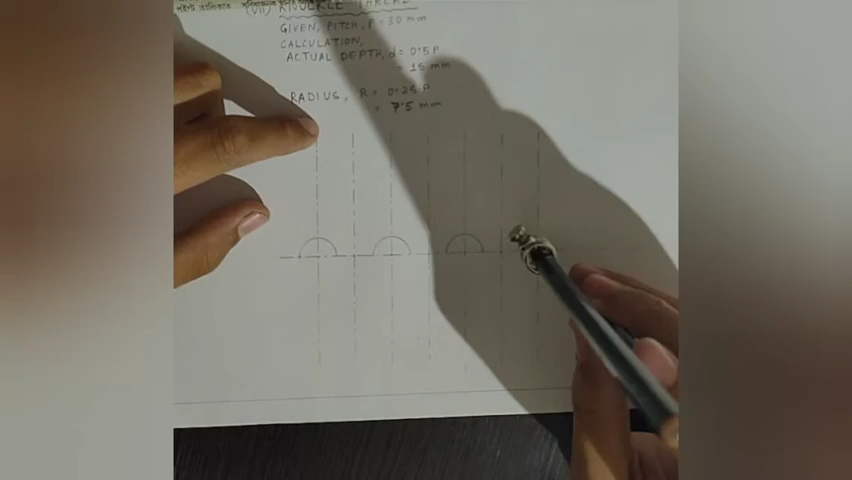 (VII) KNUCKLE THREAD
GIVEN, PITCH, P = 30 mm
CALCULATION,
ACTUAL DEPTH, d = 0.5P
= 15 mm
RADIUS, R = 0.25 P
= 7.5 mm